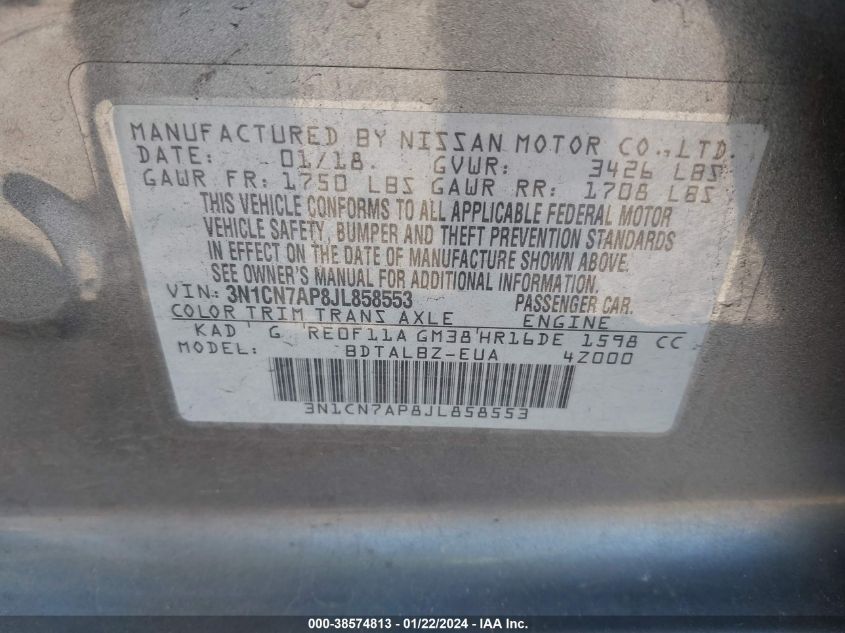 MANUFACTURED BY NISSAN MOTOR CO.,LTD.
DATE: 01/18. GVWR: 3426 LBS
GAWR FR: 1750 LBS GAWR RR: 1708 LBS
THIS VEHICLE CONFORMS TO ALL APPLICABLE FEDERAL MOTOR
VEHICLE SAFETY, BUMPER AND THEFT PREVENTION STANDARDS
IN EFFECT ON THE DATE OF MANUFACTURE SHOWN ABOVE.
SEE OWNER'S MANUAL FOR ADDITIONAL INFORMATION.
VIN: 3N1CN7AP8JL858553 PASSENGER CAR.
COLOR TRIM TRANS AXLE ENGINE
KAD G RE0F11A GM38 HR16DE 1598 CC
MODEL: BDTALBZ-EUA 4Z000
3N1CN7AP8JL858553
000-38574813 - 01/22/2024 - IAA, Inc.